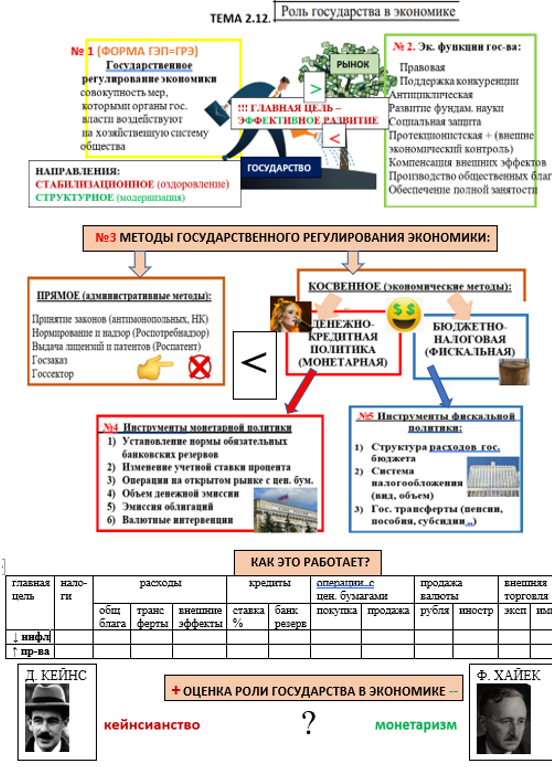 ТЕМА 2.12. Роль государства в экономике
№ 1 (ФОРМА ГЭП=ГРЭ)
Государственное
регулирование экономики
совокупность мер,
которыми органы гос.
власти воздействуют
на хозяйственную систему
общества
РЫНОК
>
!!! ГЛАВНАЯ ЦЕЛЬ –
ЭФФЕКТИВНОЕ РАЗВИТИЕ
<
ГОСУДАРСТВО
№ 2. Эк. функции гос-ва:
Правовая
Поддержка конкуренции
Антициклическая
Развитие фундам. науки
Социальная защита
Протекционистская + (внешне
экономический контроль)
Компенсация внешних эффектов
Производство общественных благ
Обеспечение полной занятости
НАПРАВЛЕНИЯ:
СТАБИЛИЗАЦИОННОЕ (оздоровление)
СТРУКТУРНОЕ (модернизация)
№3 МЕТОДЫ ГОСУДАРСТВЕННОГО РЕГУЛИРОВАНИЯ ЭКОНОМИКИ:
ПРЯМОЕ (административные методы):
Принятие законов (антимонопольных, НК)
Нормирование и надзор (Роспотребнадзор)
Выдача лицензий и патентов (Роспатент)
Госзаказ
Госсектор
<
КОСВЕННОЕ (экономические методы):
ДЕНЕЖНО-
КРЕДИТНАЯ
ПОЛИТИКА
(МОНЕТАРНАЯ)
БЮДЖЕТНО-
НАЛОГОВАЯ
(ФИСКАЛЬНАЯ)
№4 Инструменты монетарной политики
1) Установление нормы обязательных
банковских резервов
2) Изменение учетной ставки процента
3) Операции на открытом рынке с цен. бум.
4) Объем денежной эмиссии
5) Эмиссия облигаций
6) Валютные интервенции
№5 Инструменты фискальной
политики:
1) Структура расходов гос.
бюджета
2) Система
налогообложения
(вид, объем)
3) Гос. трансферты (пенсии,
пособия, субсидии ..)
КАК ЭТО РАБОТАЕТ?
главная цель нало-ги расходы кредиты операции с цен. бумагами продажа валюты внешняя торговля
общ блага транс ферты внешние эффекты ставка % банк резерв покупка продажа рубля иностр эксп им
↓ инфл
↑ пр-ва
Д. КЕЙНС
+ ОЦЕНКА РОЛИ ГОСУДАРСТВА В ЭКОНОМИКЕ --
Ф. ХАЙЕК
кейнсианство
?
монетаризм